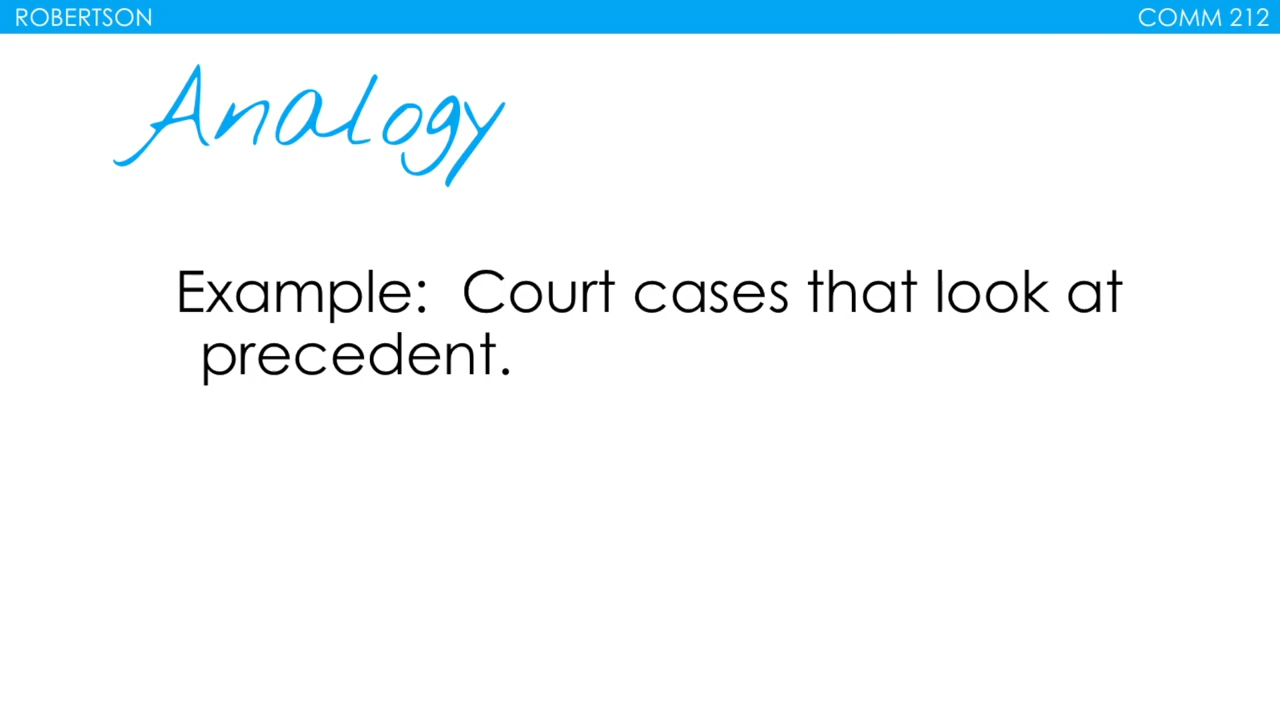 ROBERTSON
COMM 212
Analogy
Example: Court cases that look at
precedent.